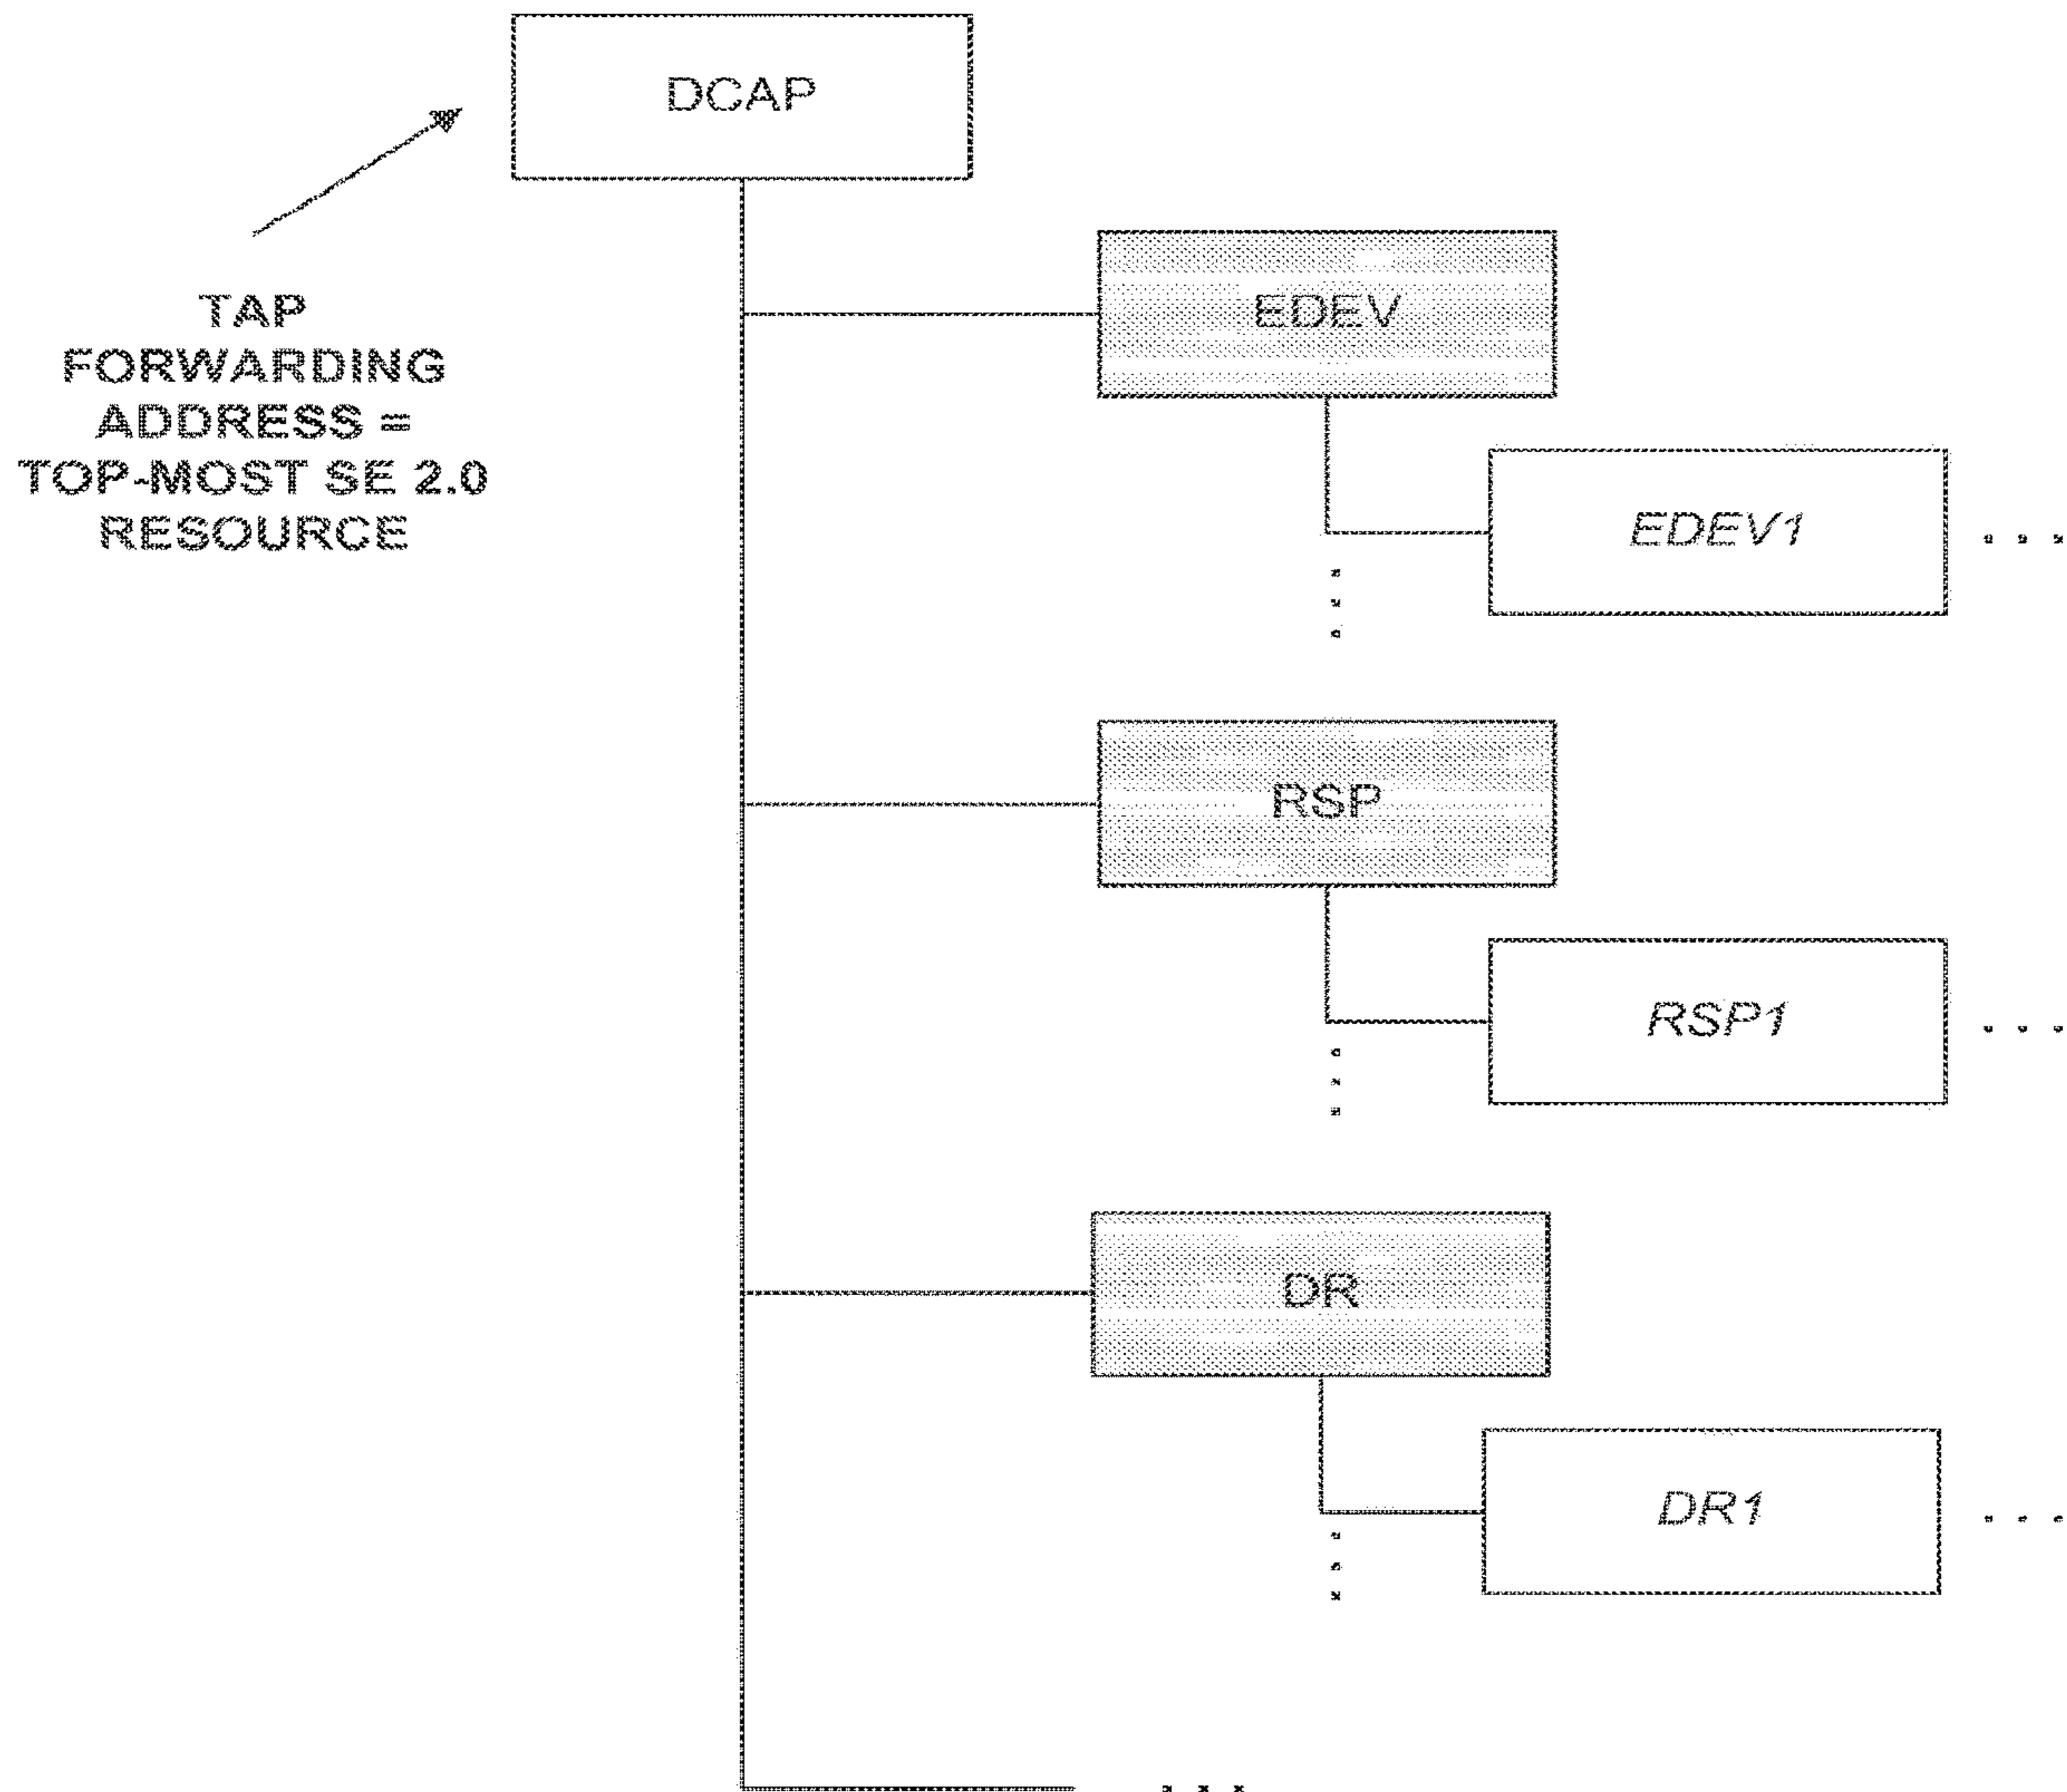 DCAP
TAP
FORWARDING
ADDRESS =
TOP-MOST SE 2.0
RESOURCE
EDEV
EDEV1
RSP
RSP1
DR
DR1